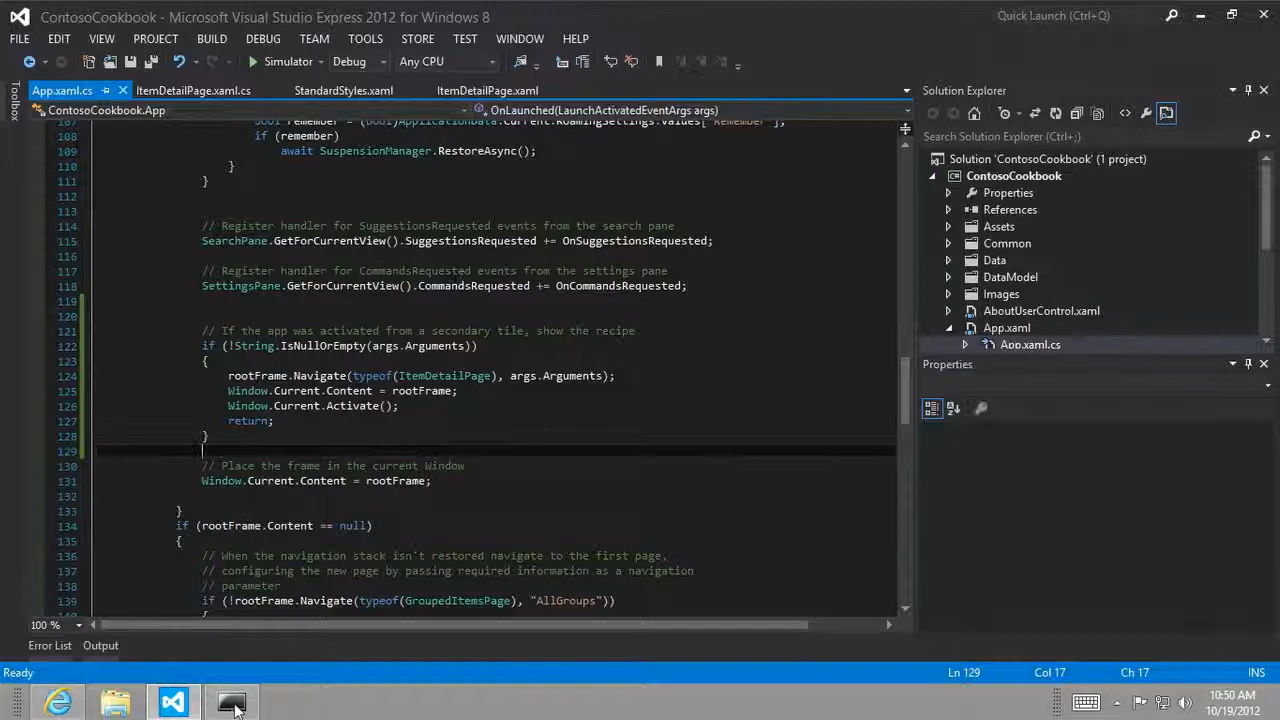 ContosoCookbook - Microsoft Visual Studio Express 2012 for Windows 8
Quick Launch (Ctrl+Q)
FILE EDIT VIEW PROJECT BUILD DEBUG TEAM TOOLS STORE TEST WINDOW HELP
Simulator Debug Any CPU
Toolbox
App.xaml.cs ItemDetailPage.xaml.cs StandardStyles.xaml ItemDetailPage.xaml
ContosoCookbook.App OnLaunched(LaunchActivatedEventArgs args)
107 bool remember = (bool)ApplicationData.Current.RoamingSettings.Values["Remember"];
108 if (remember)
109 await SuspensionManager.RestoreAsync();
110 }
111 }
112
113
114 // Register handler for SuggestionsRequested events from the search pane
115 SearchPane.GetForCurrentView().SuggestionsRequested += OnSuggestionsRequested;
116
117 // Register handler for CommandsRequested events from the settings pane
118 SettingsPane.GetForCurrentView().CommandsRequested += OnCommandsRequested;
119
120
121 // If the app was activated from a secondary tile, show the recipe
122 if (!String.IsNullOrEmpty(args.Arguments))
123 {
124 rootFrame.Navigate(typeof(ItemDetailPage), args.Arguments);
125 Window.Current.Content = rootFrame;
126 Window.Current.Activate();
127 return;
128 }
129
130 // Place the frame in the current Window
131 Window.Current.Content = rootFrame;
132
133 }
134 if (rootFrame.Content == null)
135 {
136 // When the navigation stack isn't restored navigate to the first page,
137 // configuring the new page by passing required information as a navigation
138 // parameter
139 if (!rootFrame.Navigate(typeof(GroupedItemsPage), "AllGroups"))
140 {
100 %
Solution Explorer
Search Solution Explorer (Ctrl+;)
Solution 'ContosoCookbook' (1 project)
ContosoCookbook
Properties
References
Assets
Common
Data
DataModel
Images
AboutUserControl.xaml
App.xaml
App.xaml.cs
Properties
Error List Output
Ready Ln 129 Col 17 Ch 17 INS
10:50 AM
10/19/2012